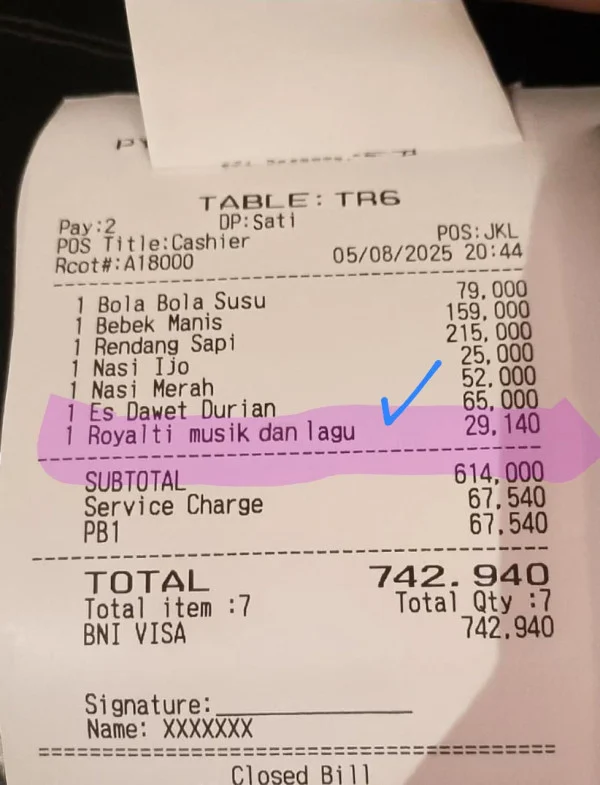 TABLE: TR6
Pay:2 DP:Sati
POS Title:Cashier POS:JKL
Rcot#:A18000 05/08/2025 20:44
1 Bola Bola Susu 79,000
1 Bebek Manis 159,000
1 Rendang Sapi 215,000
1 Nasi Ijo 25,000
1 Nasi Merah 52,000
1 Es Dawet Durian 65,000
1 Royalti musik dan lagu 29,140
SUBTOTAL 614,000
Service Charge 67,540
PB1 67,540
TOTAL 742.940
Total item :7 Total Qty :7
BNI VISA 742,940
Signature:
Name: XXXXXXX
Closed Bill